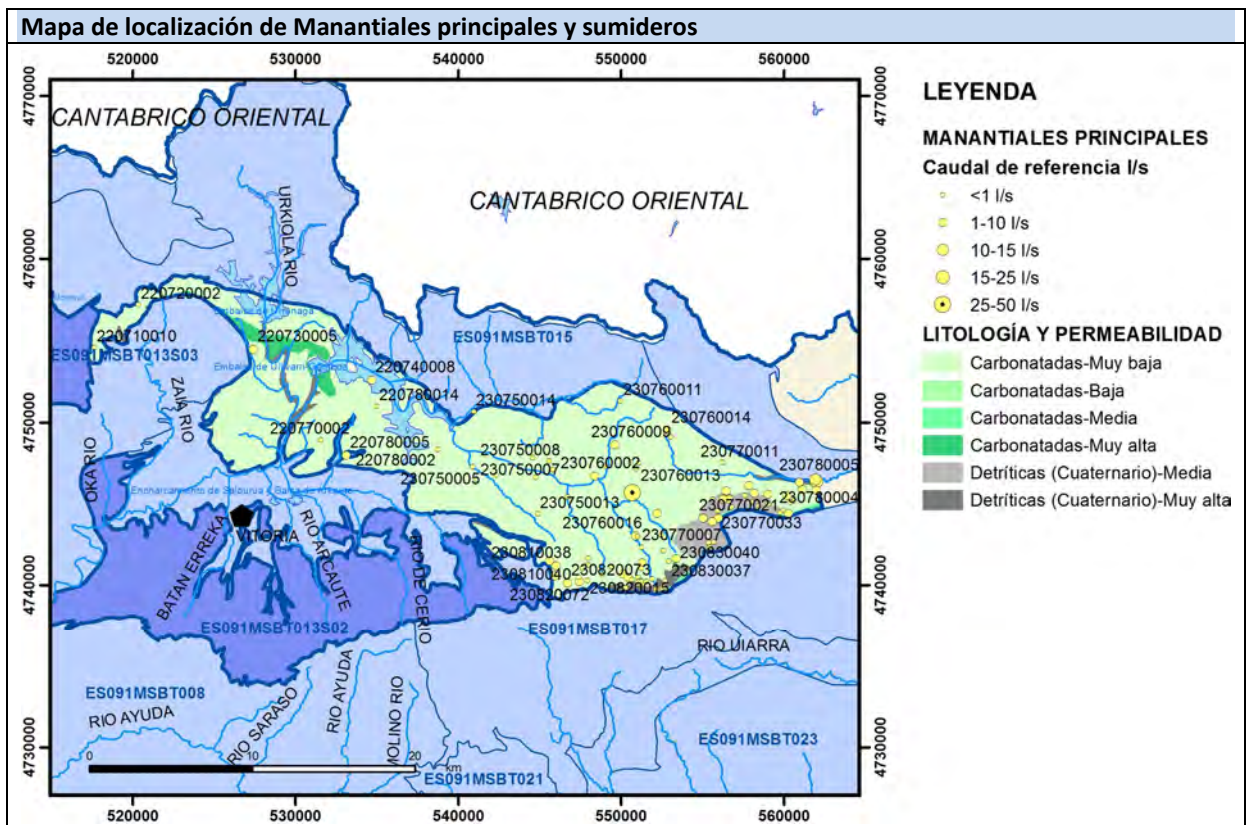 Mapa de localización de Manantiales principales y sumideros
520000 530000 540000 550000 560000
4770000
4770000
CANTABRICO ORIENTAL
CANTABRICO ORIENTAL
URKIOLA RIO
4760000
4760000
220720002
220710010
220730005
ES091MSBT013S03
ES091MSBT015
220740008
220780014
230750014
230760011
230760014
ZAIA RIO
OKA RIO
4750000
4750000
220770002
220780005
220780002
230750008
230760009
230770011
230750005
230750007
230760002
230760013
230780005
230780004
230750013
230770021
230760016
230770033
230770007
VITORIA
BATAN ERREKA
RIO ARCAUTE
RIO DE CERIO
230810038
230830040
230810040
230820073
230830037
230820072
230820015
4740000
4740000
ES091MSBT013S02
ES091MSBT017
RIO UIARRA
ES091MSBT008
RIO AYUDA
RIO SARASO
RIO AYUDA
MOLINO RIO
ES091MSBT023
4730000
4730000
0 10 20
km
ES091MSBT021
520000 530000 540000 550000 560000
LEYENDA
MANANTIALES PRINCIPALES
Caudal de referencia l/s
<1 l/s
1-10 l/s
10-15 l/s
15-25 l/s
25-50 l/s
LITOLOGÍA Y PERMEABILIDAD
Carbonatadas-Muy baja
Carbonatadas-Baja
Carbonatadas-Media
Carbonatadas-Muy alta
Detríticas (Cuaternario)-Media
Detríticas (Cuaternario)-Muy alta